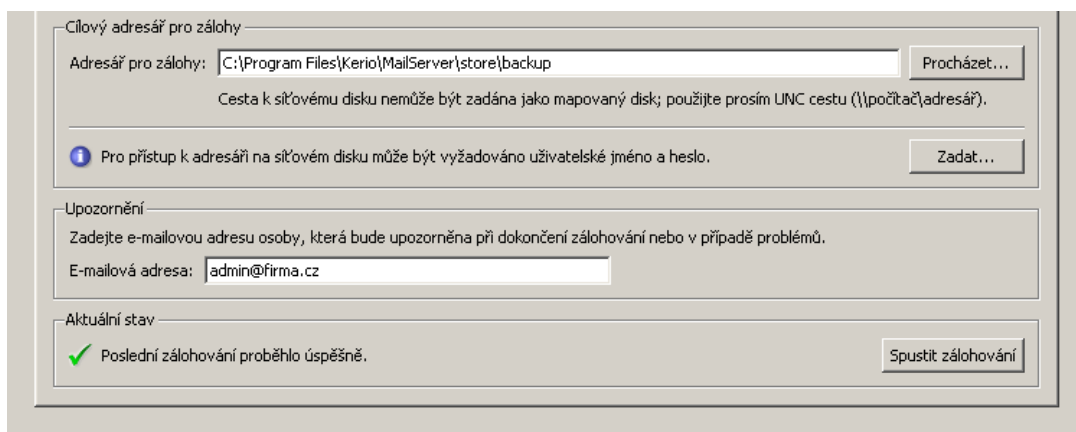 Cílový adresář pro zálohy
Adresář pro zálohy: C:\Program Files\Kerio\MailServer\store\backup Procházet...
Cesta k síťovému disku nemůže být zadána jako mapovaný disk; použijte prosím UNC cestu (\\počítač\adresář).
Pro přístup k adresáři na síťovém disku může být vyžadováno uživatelské jméno a heslo. Zadat...
Upozornění
Zadejte e-mailovou adresu osoby, která bude upozorněna při dokončení zálohování nebo v případě problémů.
E-mailová adresa: admin@firma.cz
Aktuální stav
Poslední zálohování proběhlo úspěšně. Spustit zálohování